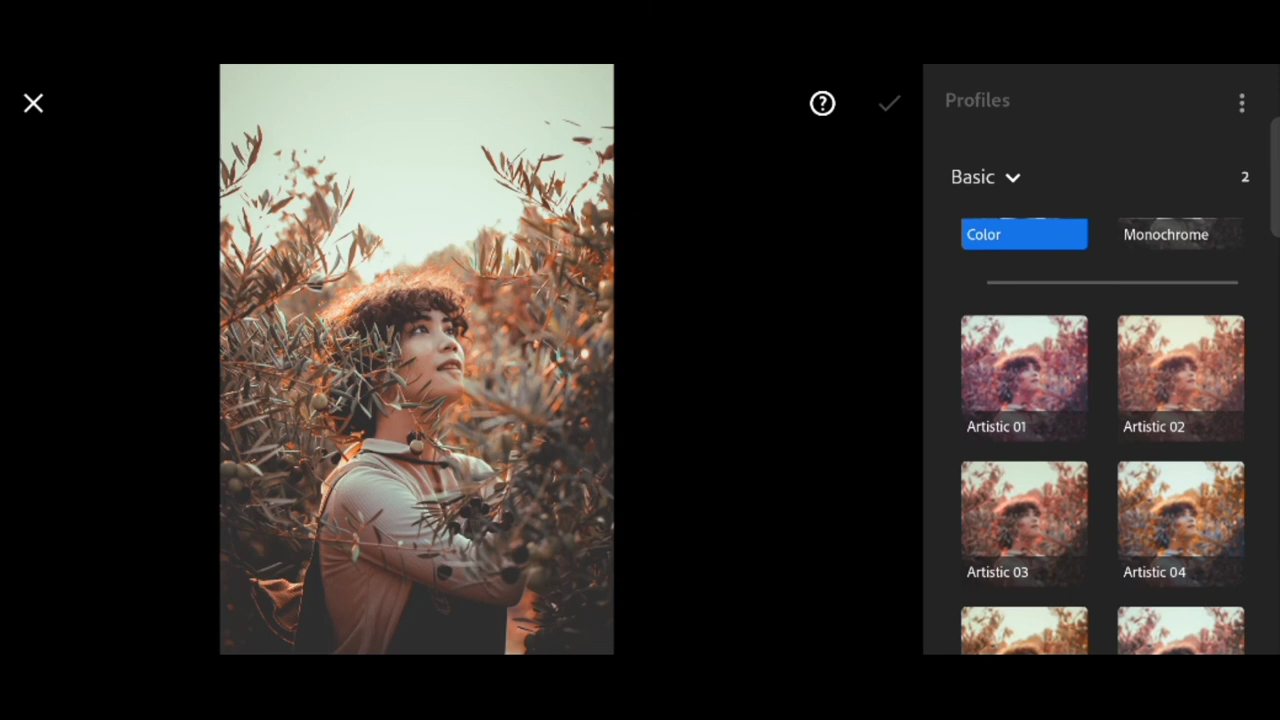 Profiles
Basic
2
Color
Monochrome
Artistic 01
Artistic 02
Artistic 03
Artistic 04